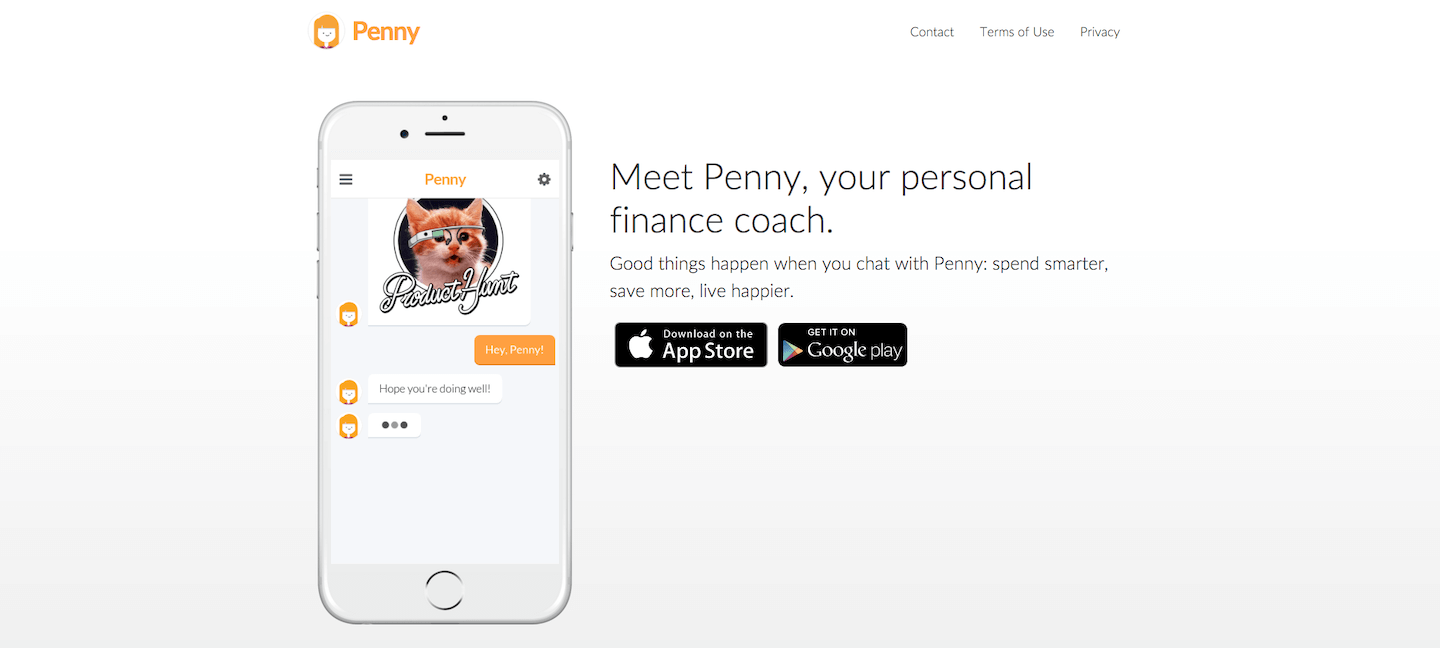 Penny
Contact
Terms of Use
Privacy
Penny
Product Hunt
Hey, Penny!
Hope you're doing well!
Meet Penny, your personal
finance coach.
Good things happen when you chat with Penny: spend smarter,
save more, live happier.
Download on the
App Store
GET IT ON
Google play